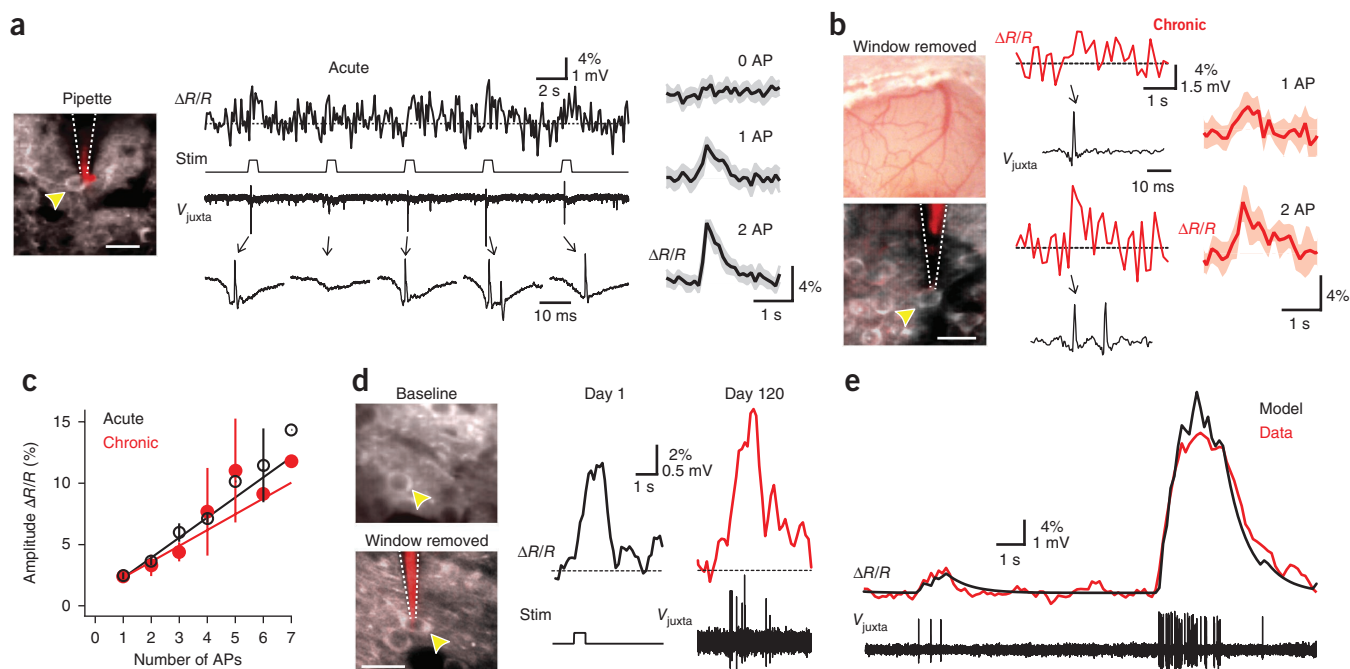 a
Pipette
Acute
4%
1 mV
2 s
ΔR/R
Stim
Vjuxta
10 ms
0 AP
1 AP
2 AP
ΔR/R
4%
1 s
b
Window removed
Chronic
ΔR/R
4%
1.5 mV
1 s
Vjuxta
10 ms
ΔR/R
1 AP
2 AP
4%
1 s
c
Acute
Chronic
Amplitude ΔR/R (%)
15
10
5
0
0 1 2 3 4 5 6 7
Number of APs
d
Baseline
Window removed
Day 1
Day 120
2%
0.5 mV
1 s
ΔR/R
Stim
Vjuxta
e
Model
Data
4%
1 mV
1 s
ΔR/R
Vjuxta